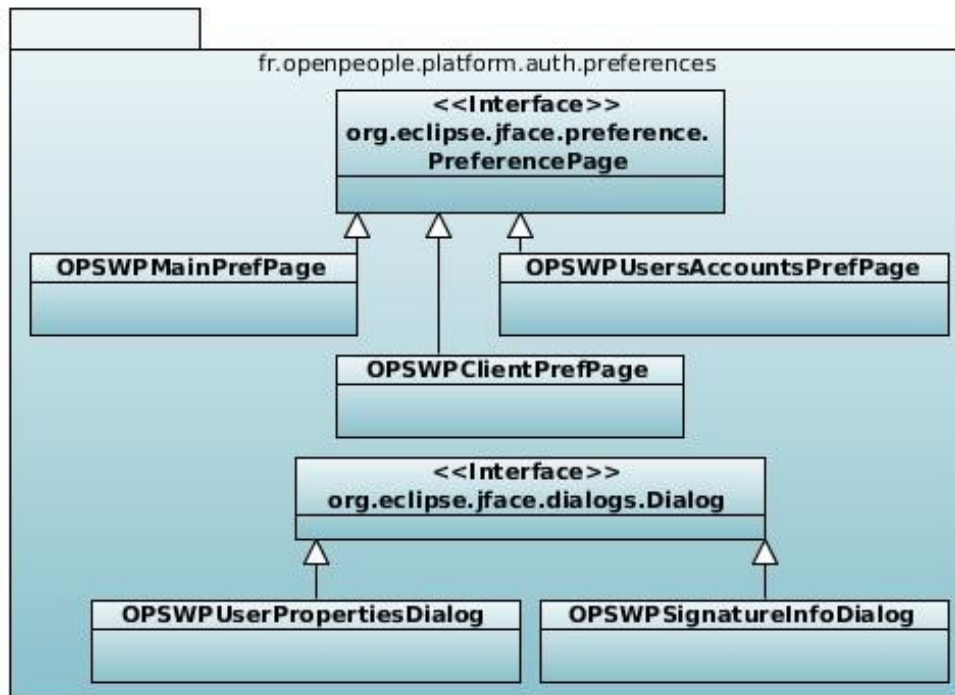 fr.openpeople.platform.auth.preferences
<<Interface>>
org.eclipse.jface.preference.
PreferencePage
OPSWPMainPrefPage
OPSWPUsersAccountsPrefPage
OPSWPClientPrefPage
<<Interface>>
org.eclipse.jface.dialogs.Dialog
OPSWPUserPropertiesDialog
OPSWPSignatureInfoDialog